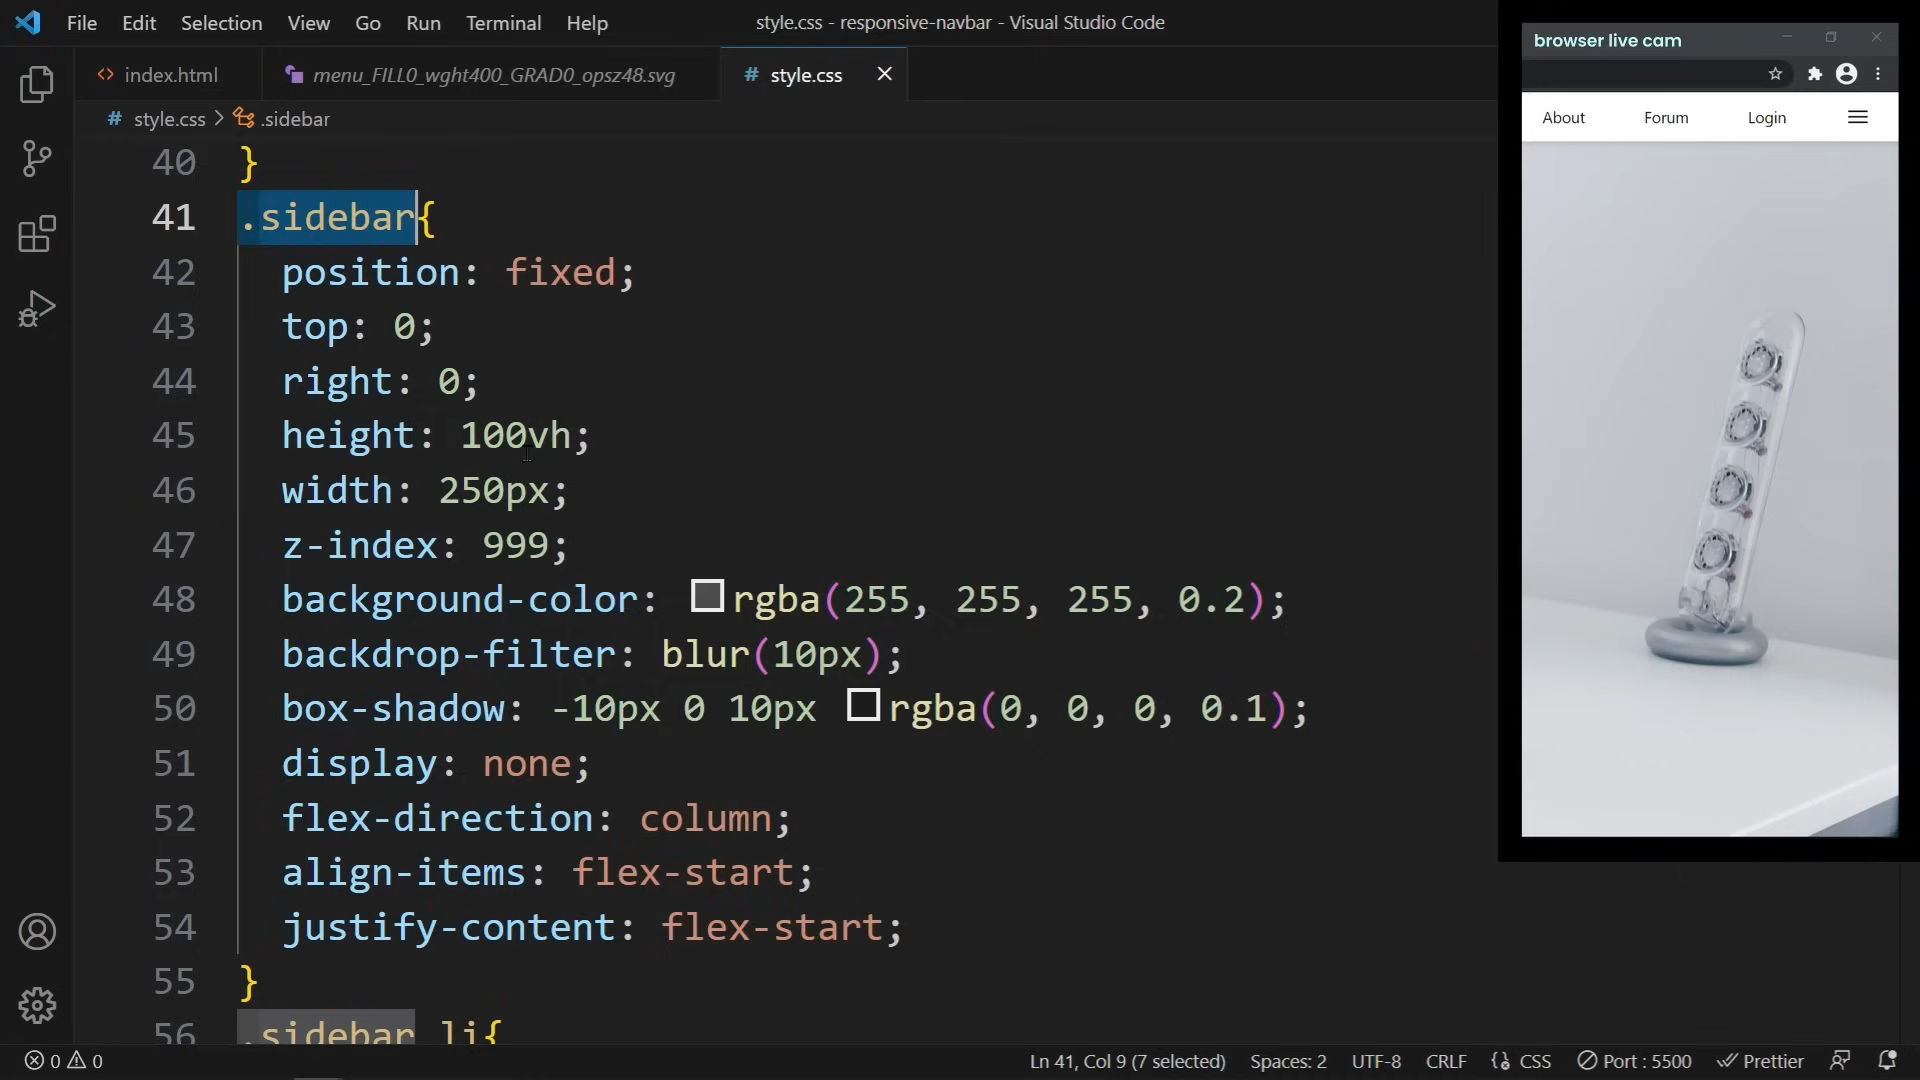 File Edit Selection View Go Run Terminal Help
style.css - responsive-navbar - Visual Studio Code
index.html
menu_FILL0_wght400_GRAD0_opsz48.svg
# style.css
# style.css > .sidebar
40 }
41 .sidebar{
42 position: fixed;
43 top: 0;
44 right: 0;
45 height: 100vh;
46 width: 250px;
47 z-index: 999;
48 background-color: rgba(255, 255, 255, 0.2);
49 backdrop-filter: blur(10px);
50 box-shadow: -10px 0 10px rgba(0, 0, 0, 0.1);
51 display: none;
52 flex-direction: column;
53 align-items: flex-start;
54 justify-content: flex-start;
55 }
56 .sidebar li{
browser live cam
About Forum Login
0 0
Ln 41, Col 9 (7 selected) Spaces: 2 UTF-8 CRLF {} CSS Port : 5500 Prettier